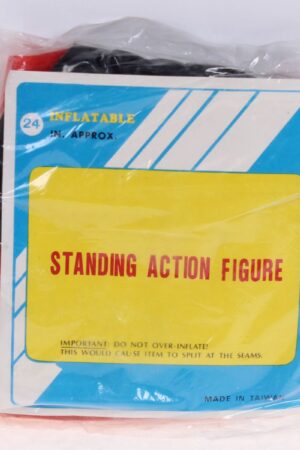 24 INFLATABLE
IN. APPROX.
STANDING ACTION FIGURE
IMPORTANT: DO NOT OVER-INFLATE!
THIS WOULD CAUSE ITEM TO SPLIT AT THE SEAMS.
MADE IN TAIWAN